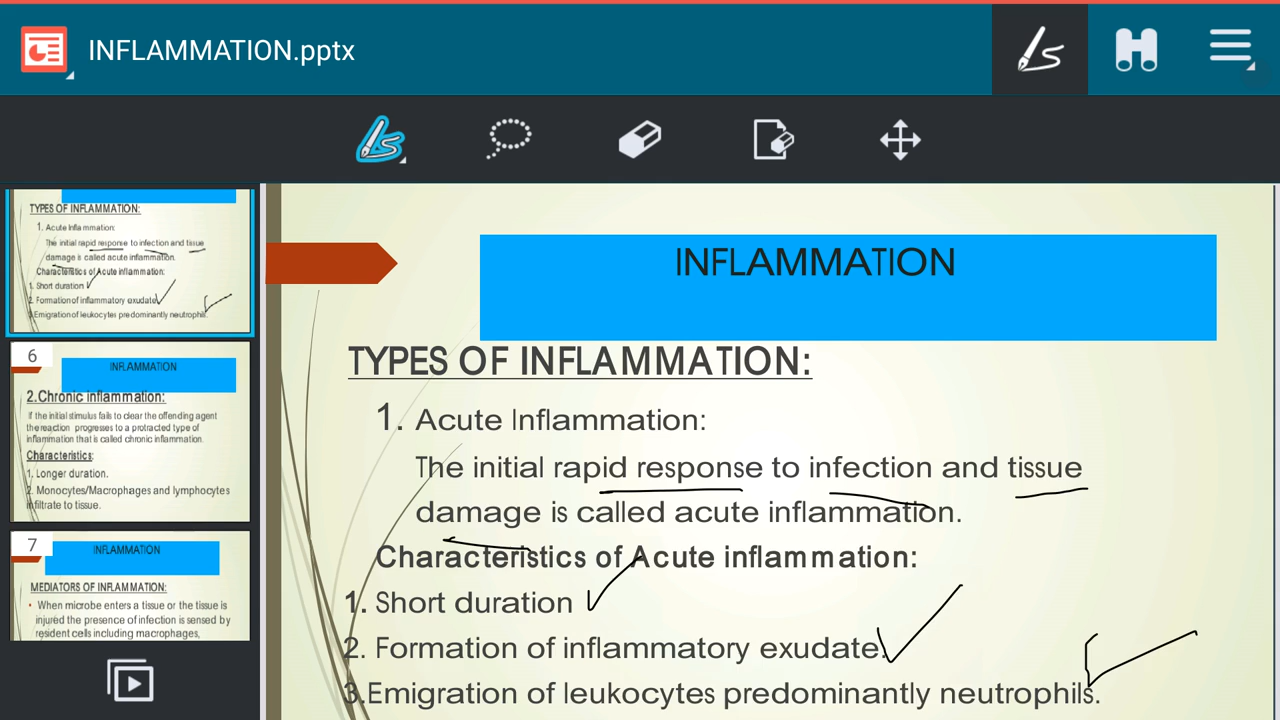 INFLAMMATION.pptx
TYPES OF INFLAMMATION:
1. Acute Inflammation:
The initial rapid response to infection and tissue
damage is called acute inflammation.
Characteristics of Acute inflammation:
1. Short duration
2. Formation of inflammatory exudate.
3.Emigration of leukocytes predominantly neutrophils.
6
INFLAMMATION
2.Chronic inflammation:
If the initial stimulus fails to clear the offending agent
the reaction progresses to a protracted type of
inflammation that is called chronic inflammation.
Characteristics:
1. Longer duration.
2. Monocytes/Macrophages and lymphocytes
infiltrate to tissue.
7
INFLAMMATION
MEDIATORS OF INFLAMMATION:
• When microbe enters a tissue or the tissue is
injured the presence of infection is sensed by
resident cells including macrophages,
INFLAMMATION
TYPES OF INFLAMMATION:
1. Acute Inflammation:
The initial rapid response to infection and tissue
damage is called acute inflammation.
Characteristics of Acute inflammation:
1. Short duration
2. Formation of inflammatory exudate.
3.Emigration of leukocytes predominantly neutrophils.